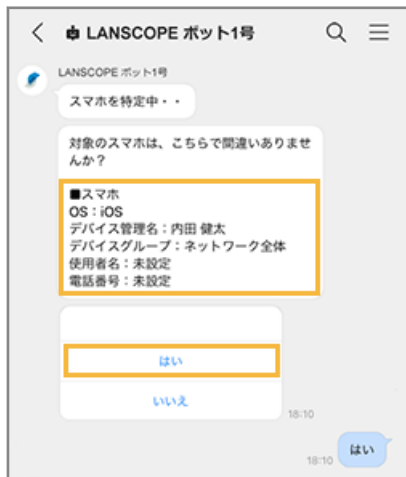 LANSCOPE ボット1号
LANSCOPE ボット1号
スマホを特定中・・
対象のスマホは、こちらで間違いありませ
んか？
■スマホ
OS：iOS
デバイス管理名：内田 健太
デバイスグループ：ネットワーク全体
使用者名：未設定
電話番号：未設定
はい
いいえ
18:10
はい
18:10